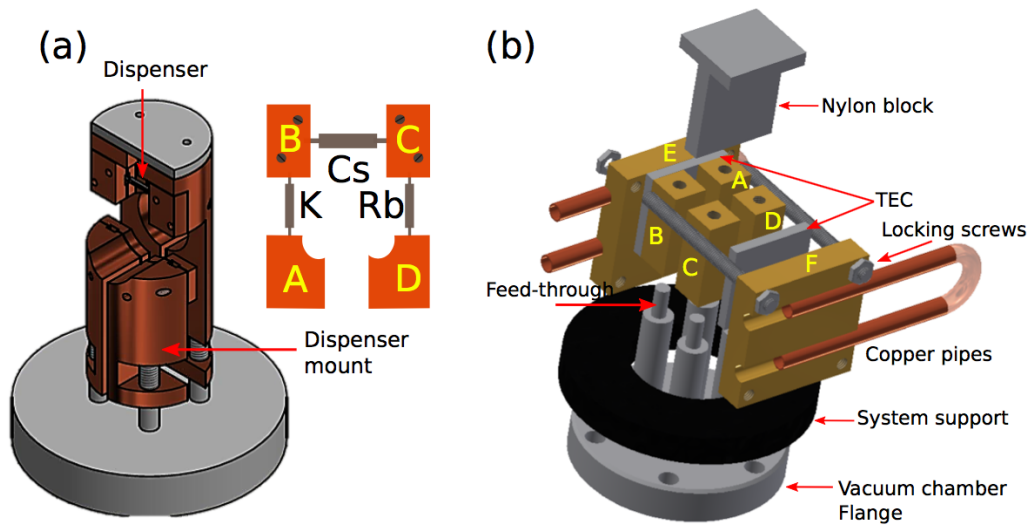 (a)
Dispenser
B
C
Cs
K
Rb
A
D
Dispenser
mount
(b)
Nylon block
E
A
TEC
D
Locking screws
B
F
C
Feed-through
Copper pipes
System support
Vacuum chamber
Flange